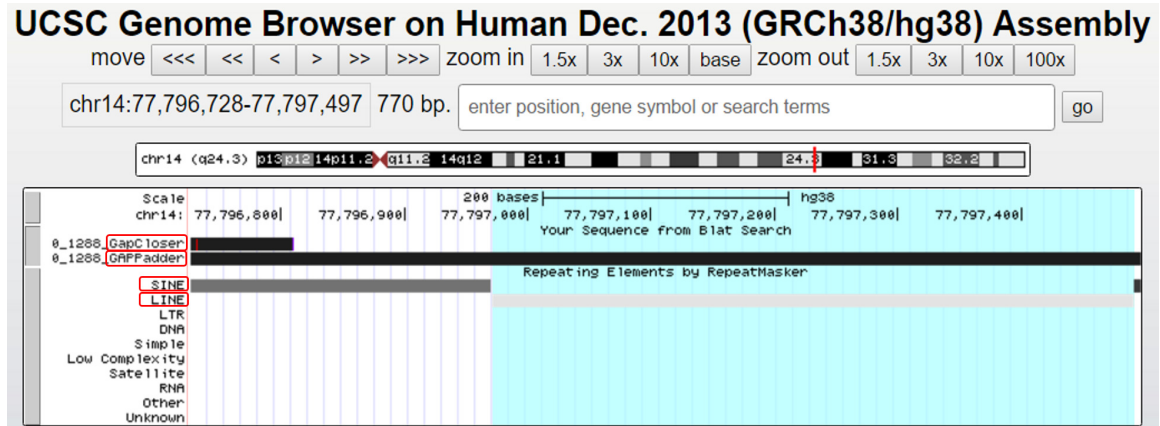 UCSC Genome Browser on Human Dec. 2013 (GRCh38/hg38) Assembly
move <<< << < > >> >>> zoom in 1.5x 3x 10x base zoom out 1.5x 3x 10x 100x
chr14:77,796,728-77,797,497 770 bp. enter position, gene symbol or search terms go
chr14 (q24.3) p13 p12 14p11.2 q11.2 14q12 21.1 24.3 31.3 32.2
Scale 200 bases hg38
chr14: 77,796,800| 77,796,900| 77,797,000| 77,797,100| 77,797,200| 77,797,300| 77,797,400|
Your Sequence from Blat Search
0_1288_GapCloser
0_1288_GAPPadder
Repeating Elements by RepeatMasker
SINE
LINE
LTR
DNA
Simple
Low Complexity
Satellite
RNA
Other
Unknown